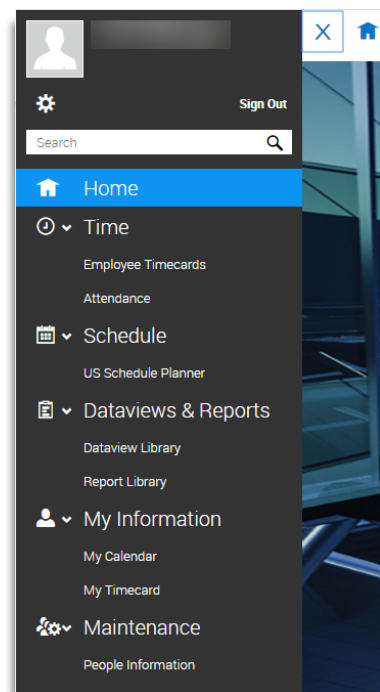 Sign Out
Search
Home
Time
Employee Timecards
Attendance
Schedule
US Schedule Planner
Dataviews & Reports
Dataview Library
Report Library
My Information
My Calendar
My Timecard
Maintenance
People Information